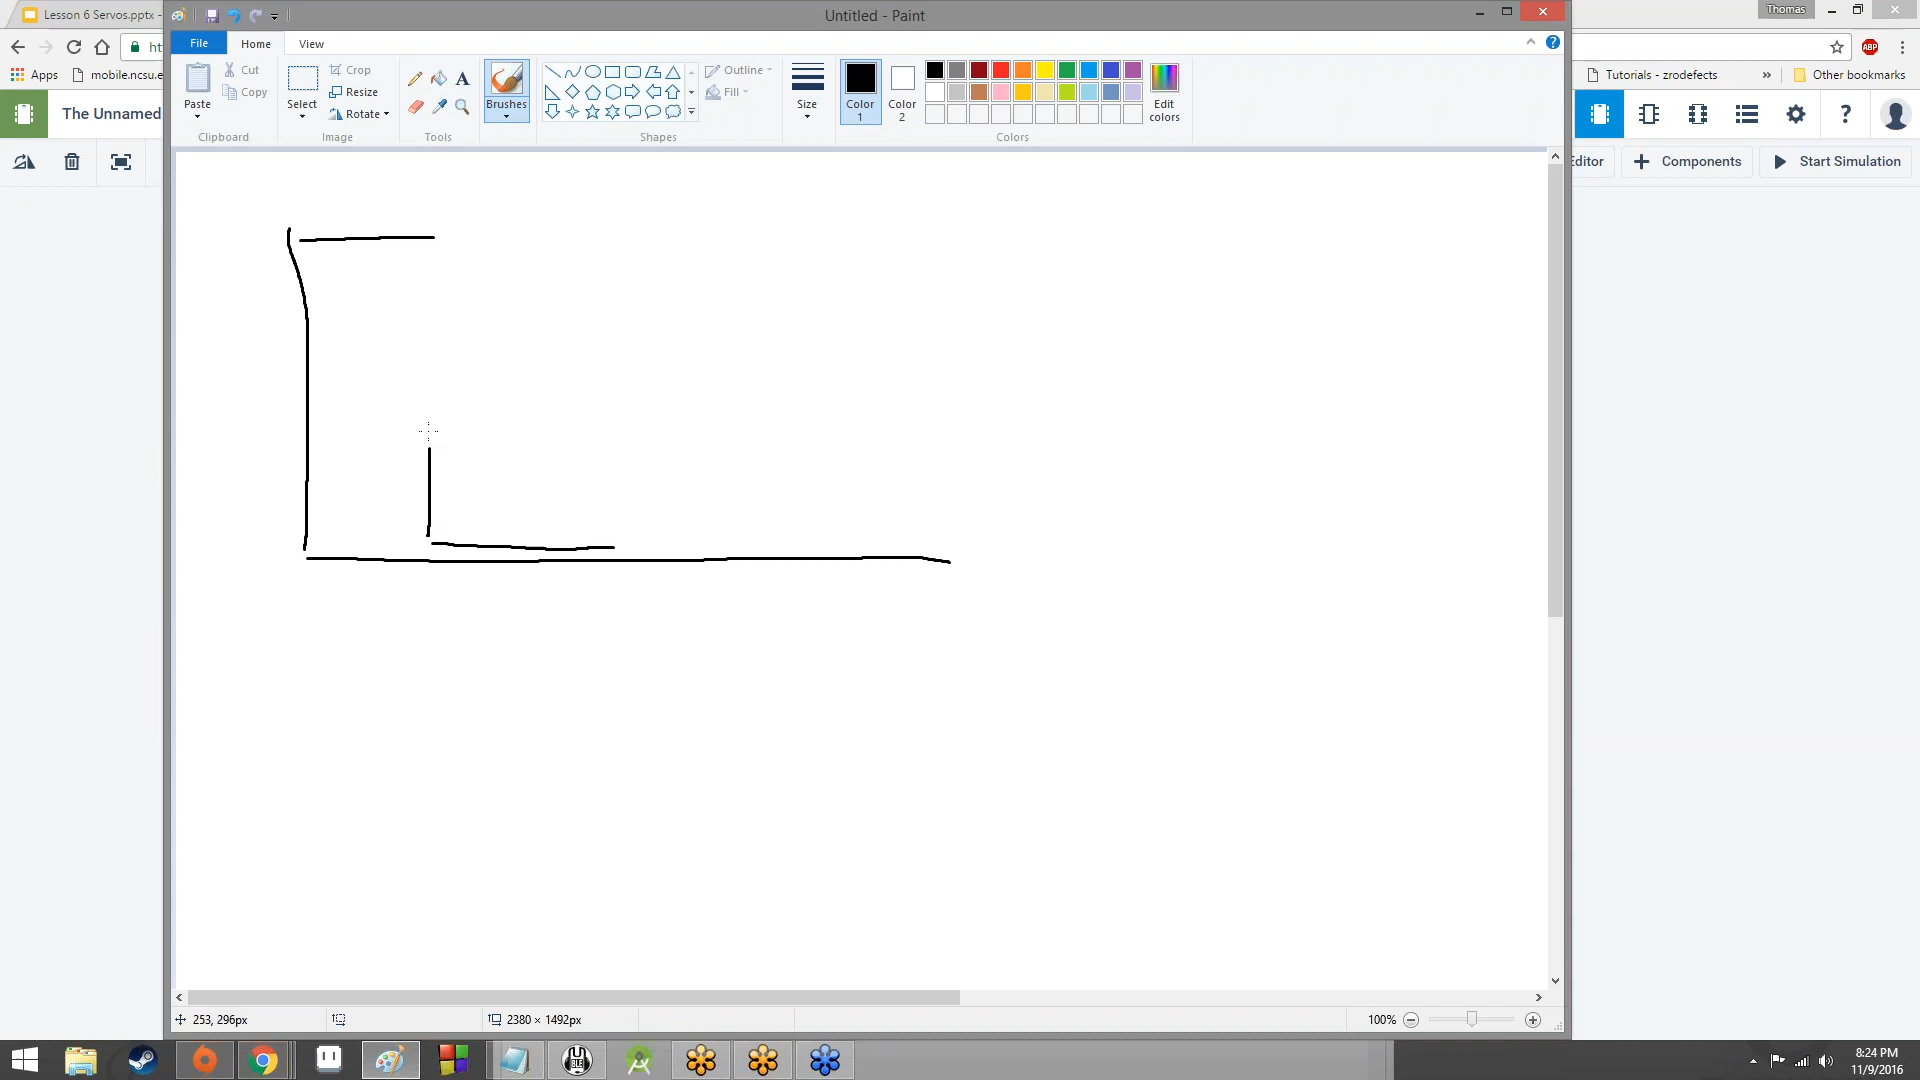 Lesson 6 Servos.pptx -
Untitled - Paint
Thomas
File
Home
View
Apps
mobile.ncsu.e
Tutorials - zrodefects
»
Other bookmarks
Paste
Cut
Copy
Clipboard
Select
Crop
Resize
Rotate
Image
A
Tools
Brushes
Shapes
Outline
Fill
Size
Color 1
Color 2
Edit colors
Colors
ABP
The Unnamed
Editor
Components
Start Simulation
253, 296px
2380 × 1492px
100%
8:24 PM
11/9/2016